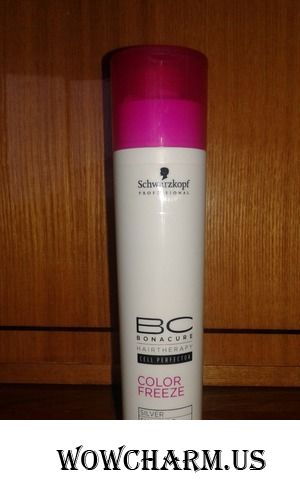 Schwarzkopf
PROFESSIONAL
BC
BONACURE
HAIRTHERAPY
CELL PERFECTOR
COLOR
FREEZE
SILVER
WOWCHARM.US